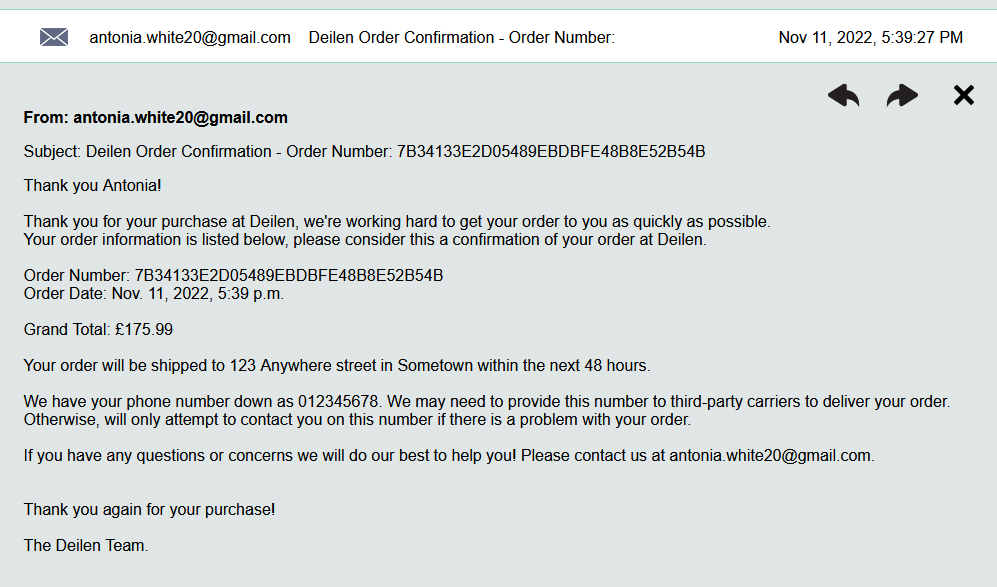 antonia.white20@gmail.com Deilen Order Confirmation - Order Number: Nov 11, 2022, 5:39:27 PM
From: antonia.white20@gmail.com
Subject: Deilen Order Confirmation - Order Number: 7B34133E2D05489EBDBFE48B8E52B54B
Thank you Antonia!
Thank you for your purchase at Deilen, we're working hard to get your order to you as quickly as possible.
Your order information is listed below, please consider this a confirmation of your order at Deilen.
Order Number: 7B34133E2D05489EBDBFE48B8E52B54B
Order Date: Nov. 11, 2022, 5:39 p.m.
Grand Total: £175.99
Your order will be shipped to 123 Anywhere street in Sometown within the next 48 hours.
We have your phone number down as 012345678. We may need to provide this number to third-party carriers to deliver your order.
Otherwise, will only attempt to contact you on this number if there is a problem with your order.
If you have any questions or concerns we will do our best to help you! Please contact us at antonia.white20@gmail.com.
Thank you again for your purchase!
The Deilen Team.